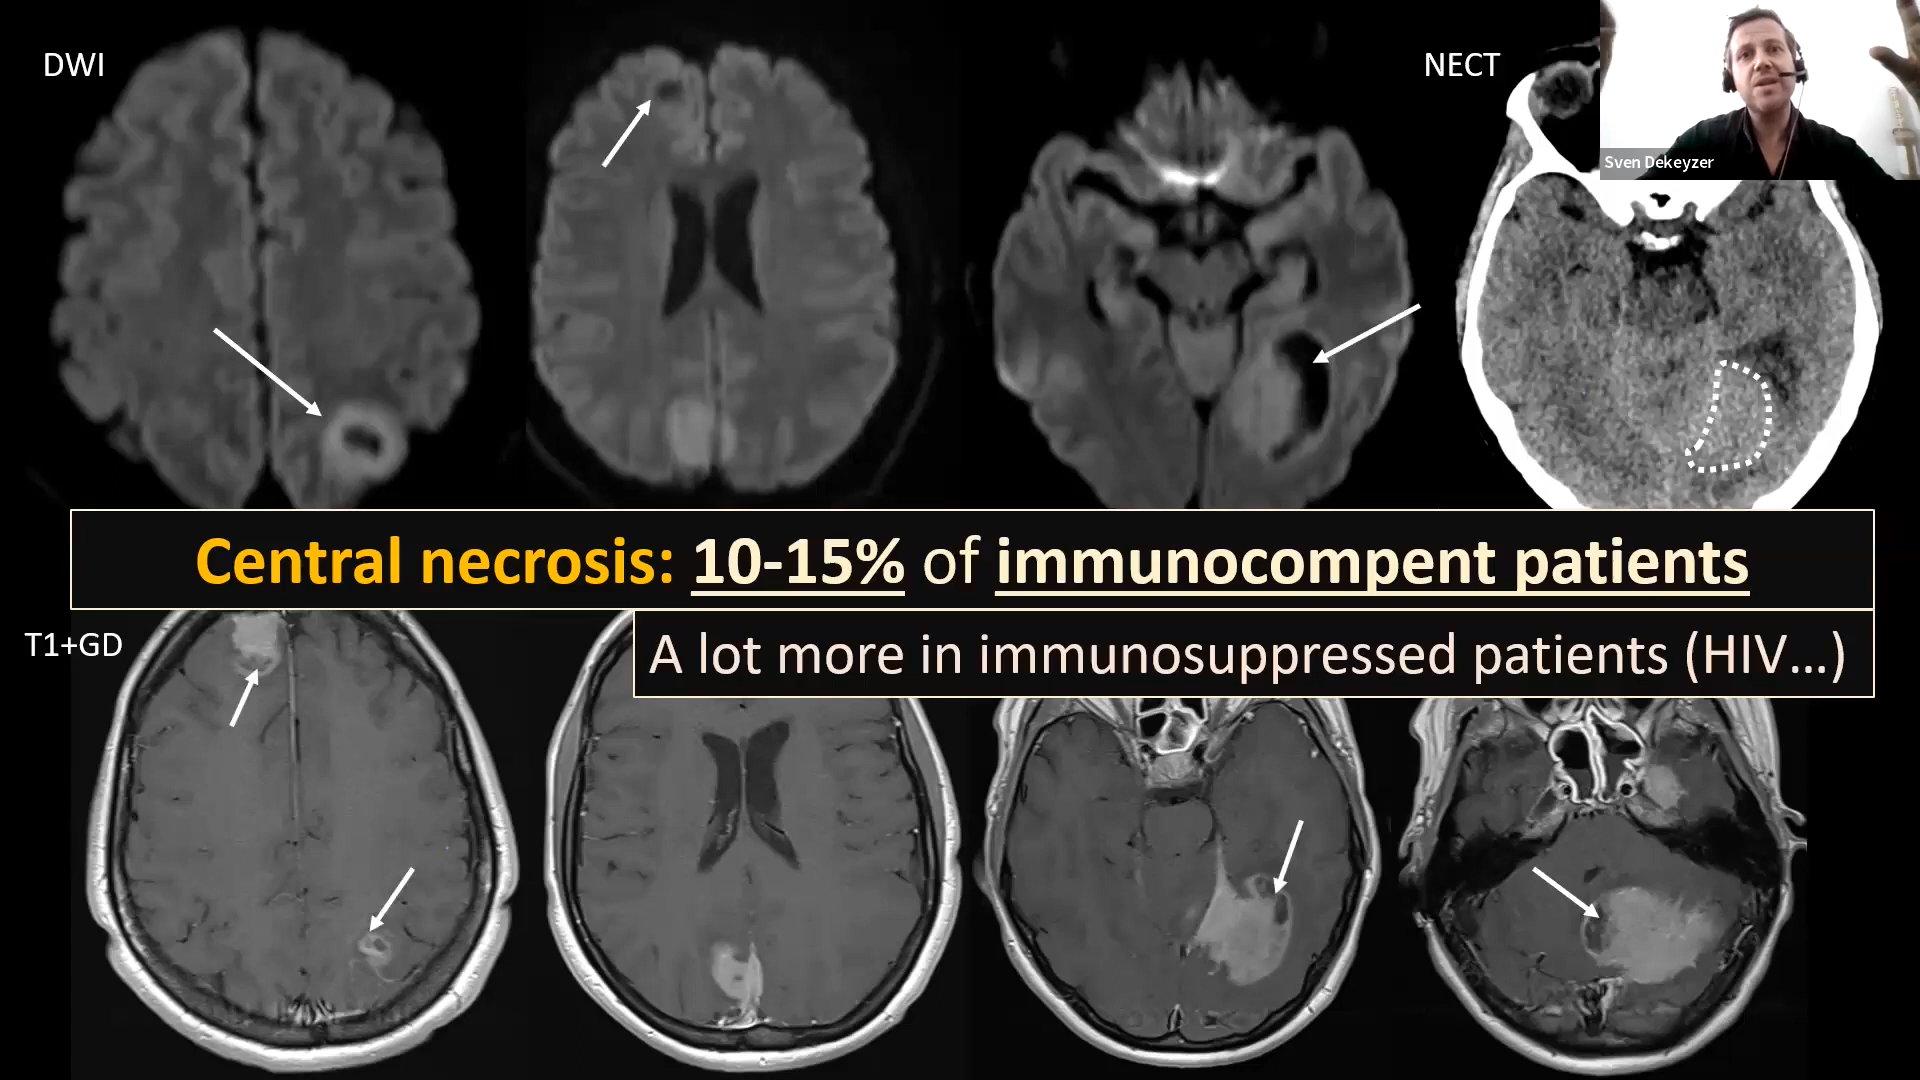 DWI
NECT
Sven Dekeyzer
Central necrosis: 10-15% of immunocompent patients
T1+GD
A lot more in immunosuppressed patients (HIV...)